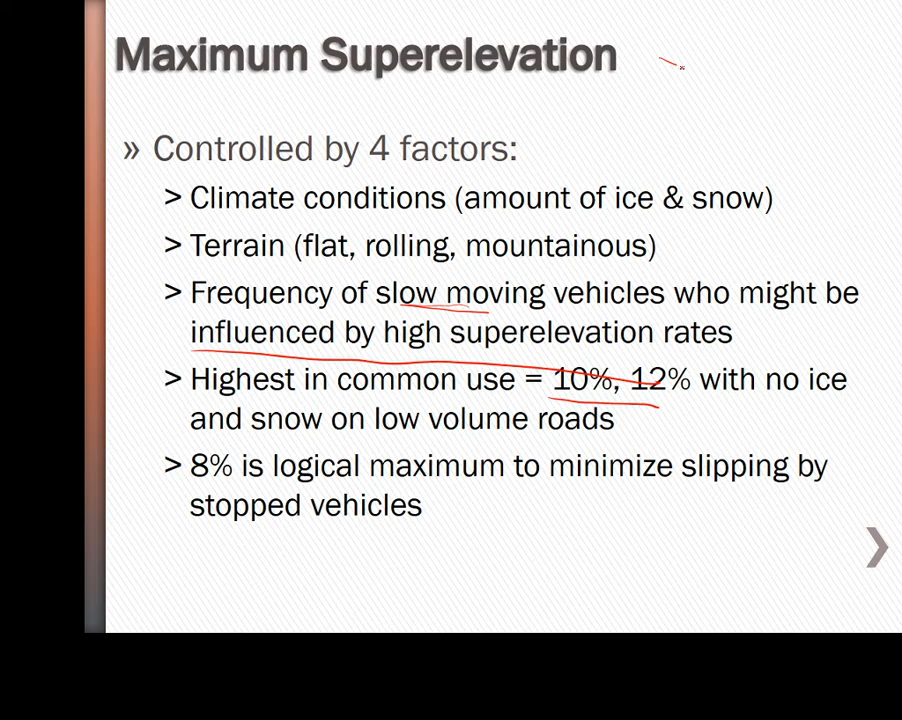 Maximum Superelevation
» Controlled by 4 factors:
> Climate conditions (amount of ice & snow)
> Terrain (flat, rolling, mountainous)
> Frequency of slow moving vehicles who might be
influenced by high superelevation rates
> Highest in common use = 10%, 12% with no ice
and snow on low volume roads
> 8% is logical maximum to minimize slipping by
stopped vehicles